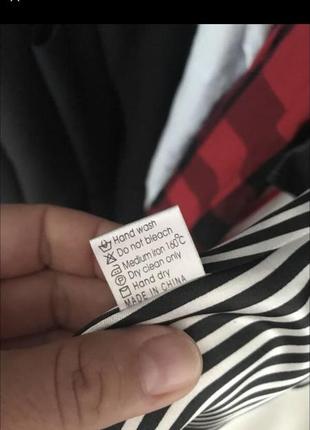 Hand wash
Do not bleach
Medium iron 160°C
Dry clean only
Hand dry
MADE IN CHINA